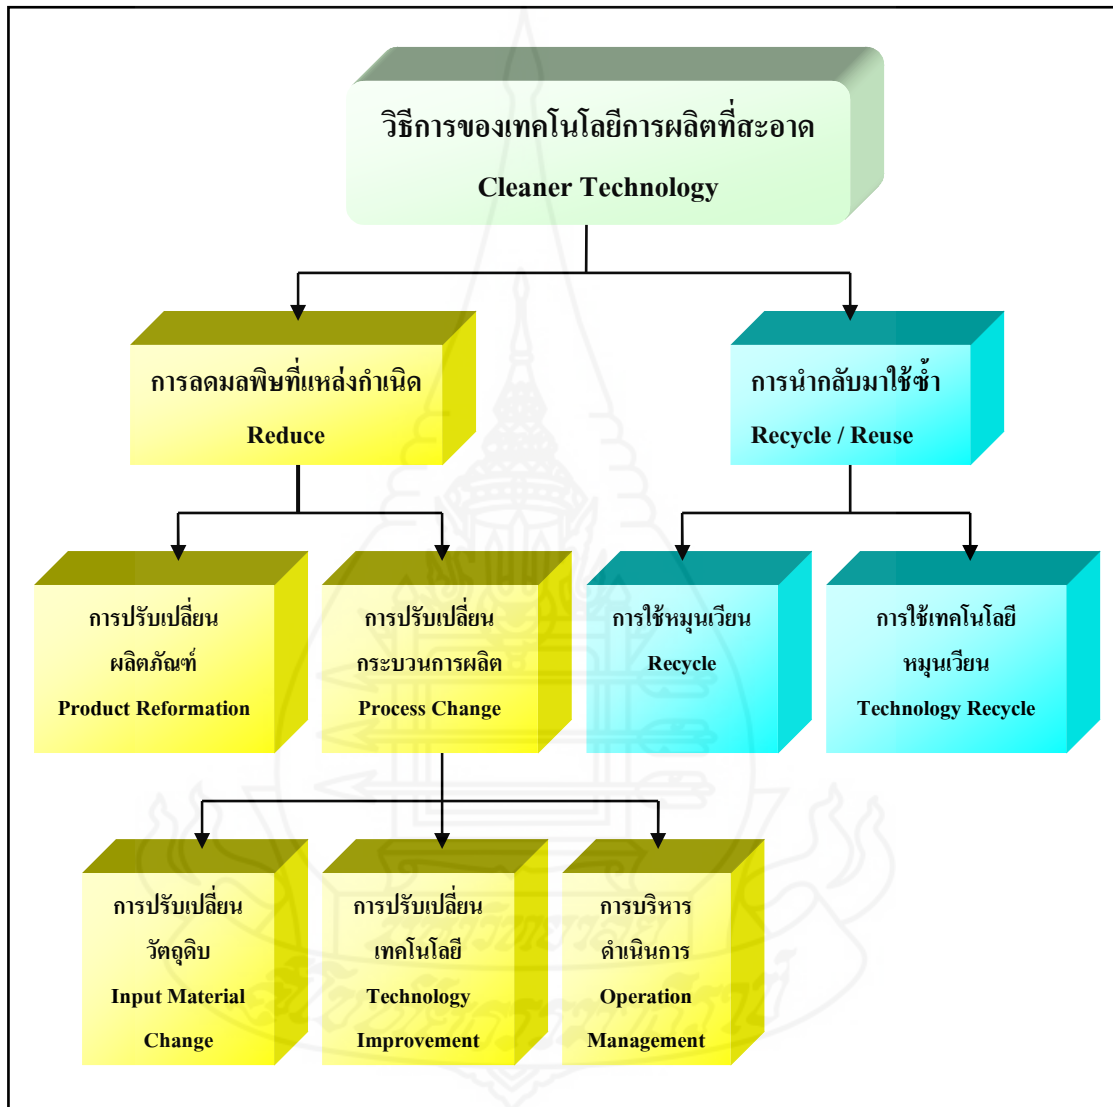 วิธีการของเทคโนโลยีการผลิตที่สะอาด
Cleaner Technology
การลดมลพิษที่แหล่งกำเนิด
Reduce
การนำกลับมาใช้ซ้ำ
Recycle / Reuse
การปรับเปลี่ยน
ผลิตภัณฑ์
Product Reformation
การปรับเปลี่ยน
กระบวนการผลิต
Process Change
การใช้หมุนเวียน
Recycle
การใช้เทคโนโลยี
หมุนเวียน
Technology Recycle
การปรับเปลี่ยน
วัตถุดิบ
Input Material
Change
การปรับเปลี่ยน
เทคโนโลยี
Technology
Improvement
การบริหาร
ดำเนินการ
Operation
Management